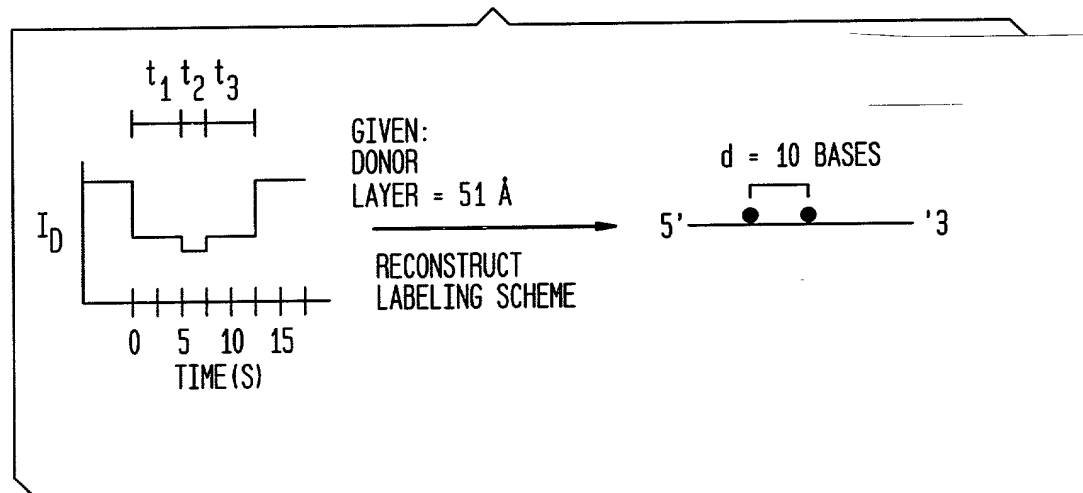 t1 t2 t3
ID
0 5 10 15
TIME(S)
GIVEN:
DONOR
LAYER = 51 Å
RECONSTRUCT
LABELING SCHEME
d = 10 BASES
5' '3